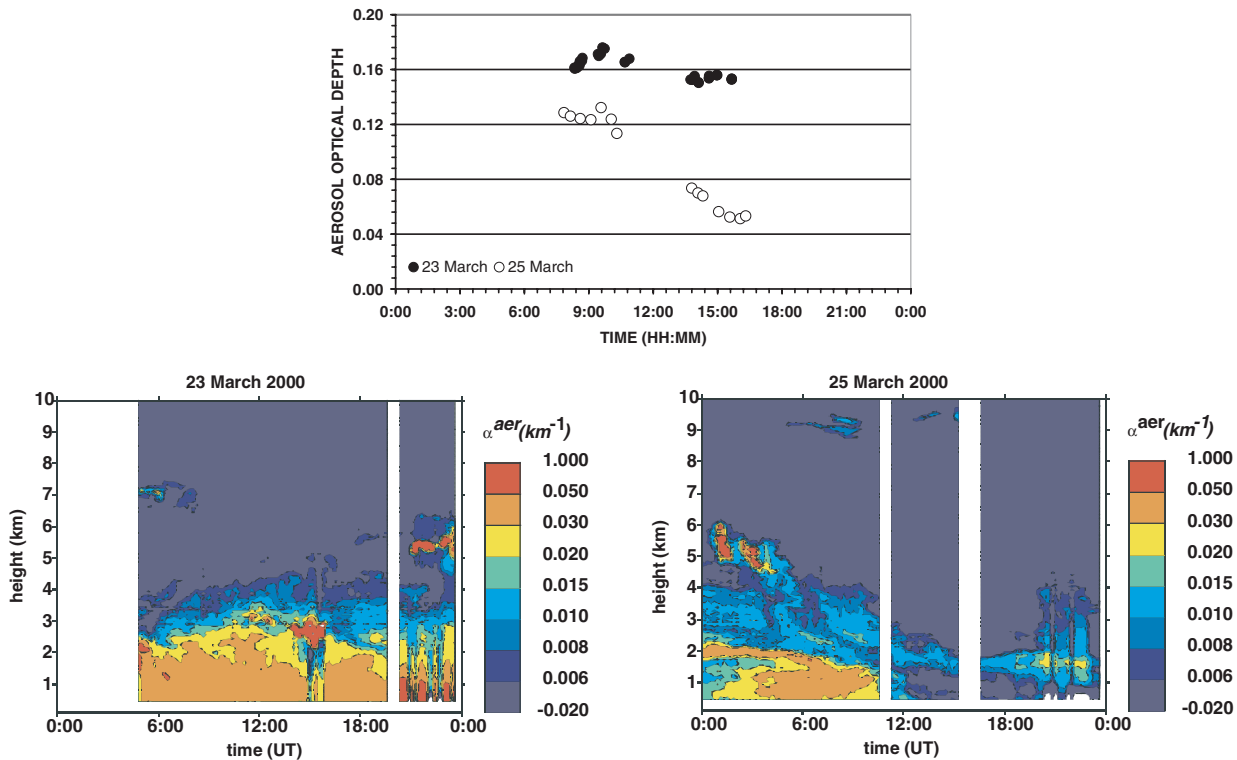 AEROSOL OPTICAL DEPTH
0.20
0.16
0.12
0.08
0.04
0.00
23 March
25 March
0:00 3:00 6:00 9:00 12:00 15:00 18:00 21:00 0:00
TIME (HH:MM)
23 March 2000
height (km)
10
9
8
7
6
5
4
3
2
1
0:00 6:00 12:00 18:00 0:00
time (UT)
αaer(km-1)
1.000
0.050
0.030
0.020
0.015
0.010
0.008
0.006
-0.020
25 March 2000
height (km)
10
9
8
7
6
5
4
3
2
1
0:00 6:00 12:00 18:00 0:00
time (UT)
αaer(km-1)
1.000
0.050
0.030
0.020
0.015
0.010
0.008
0.006
-0.020